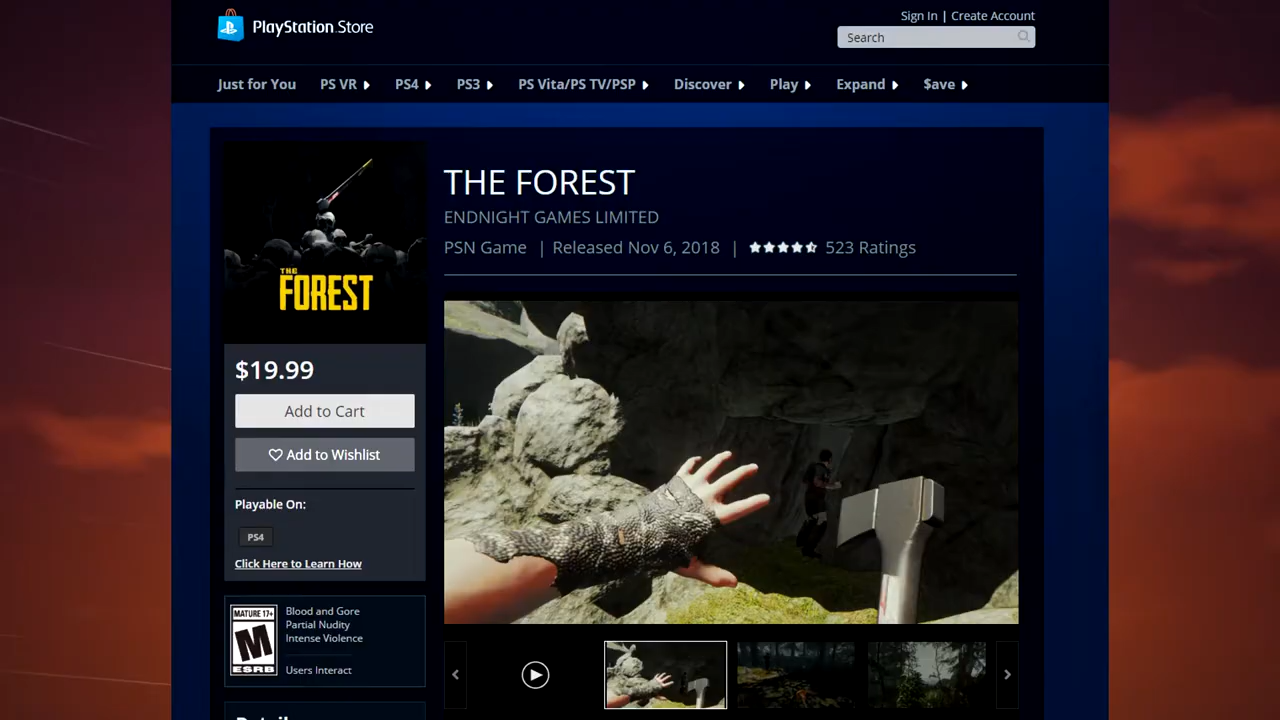 PlayStation.Store
Sign In | Create Account
Search
Just for You PS VR PS4 PS3 PS Vita/PS TV/PSP Discover Play Expand $ave
THE FOREST
ENDNIGHT GAMES LIMITED
PSN Game | Released Nov 6, 2018 | 523 Ratings
THE
FOREST
$19.99
Add to Cart
Add to Wishlist
Playable On:
PS4
Click Here to Learn How
MATURE 17+
M
ESRB
Blood and Gore
Partial Nudity
Intense Violence
Users Interact